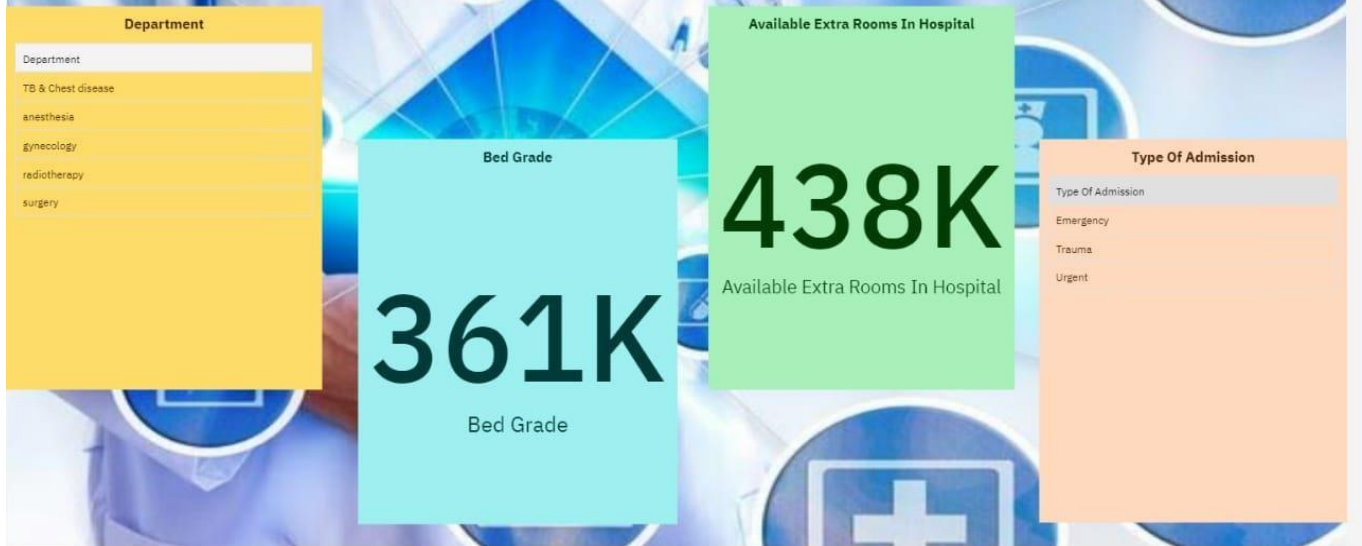 Department
Department
TB & Chest disease
anesthesia
gynecology
radiotherapy
surgery
Bed Grade
361K
Bed Grade
Available Extra Rooms In Hospital
438K
Available Extra Rooms In Hospital
Type Of Admission
Type Of Admission
Emergency
Trauma
Urgent